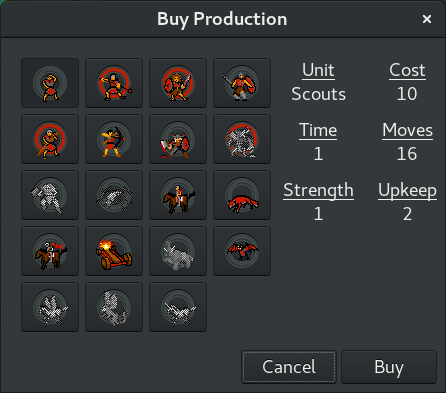 Buy Production
×
Unit Cost
Scouts 10
Time Moves
1 16
Strength Upkeep
1 2
Cancel Buy